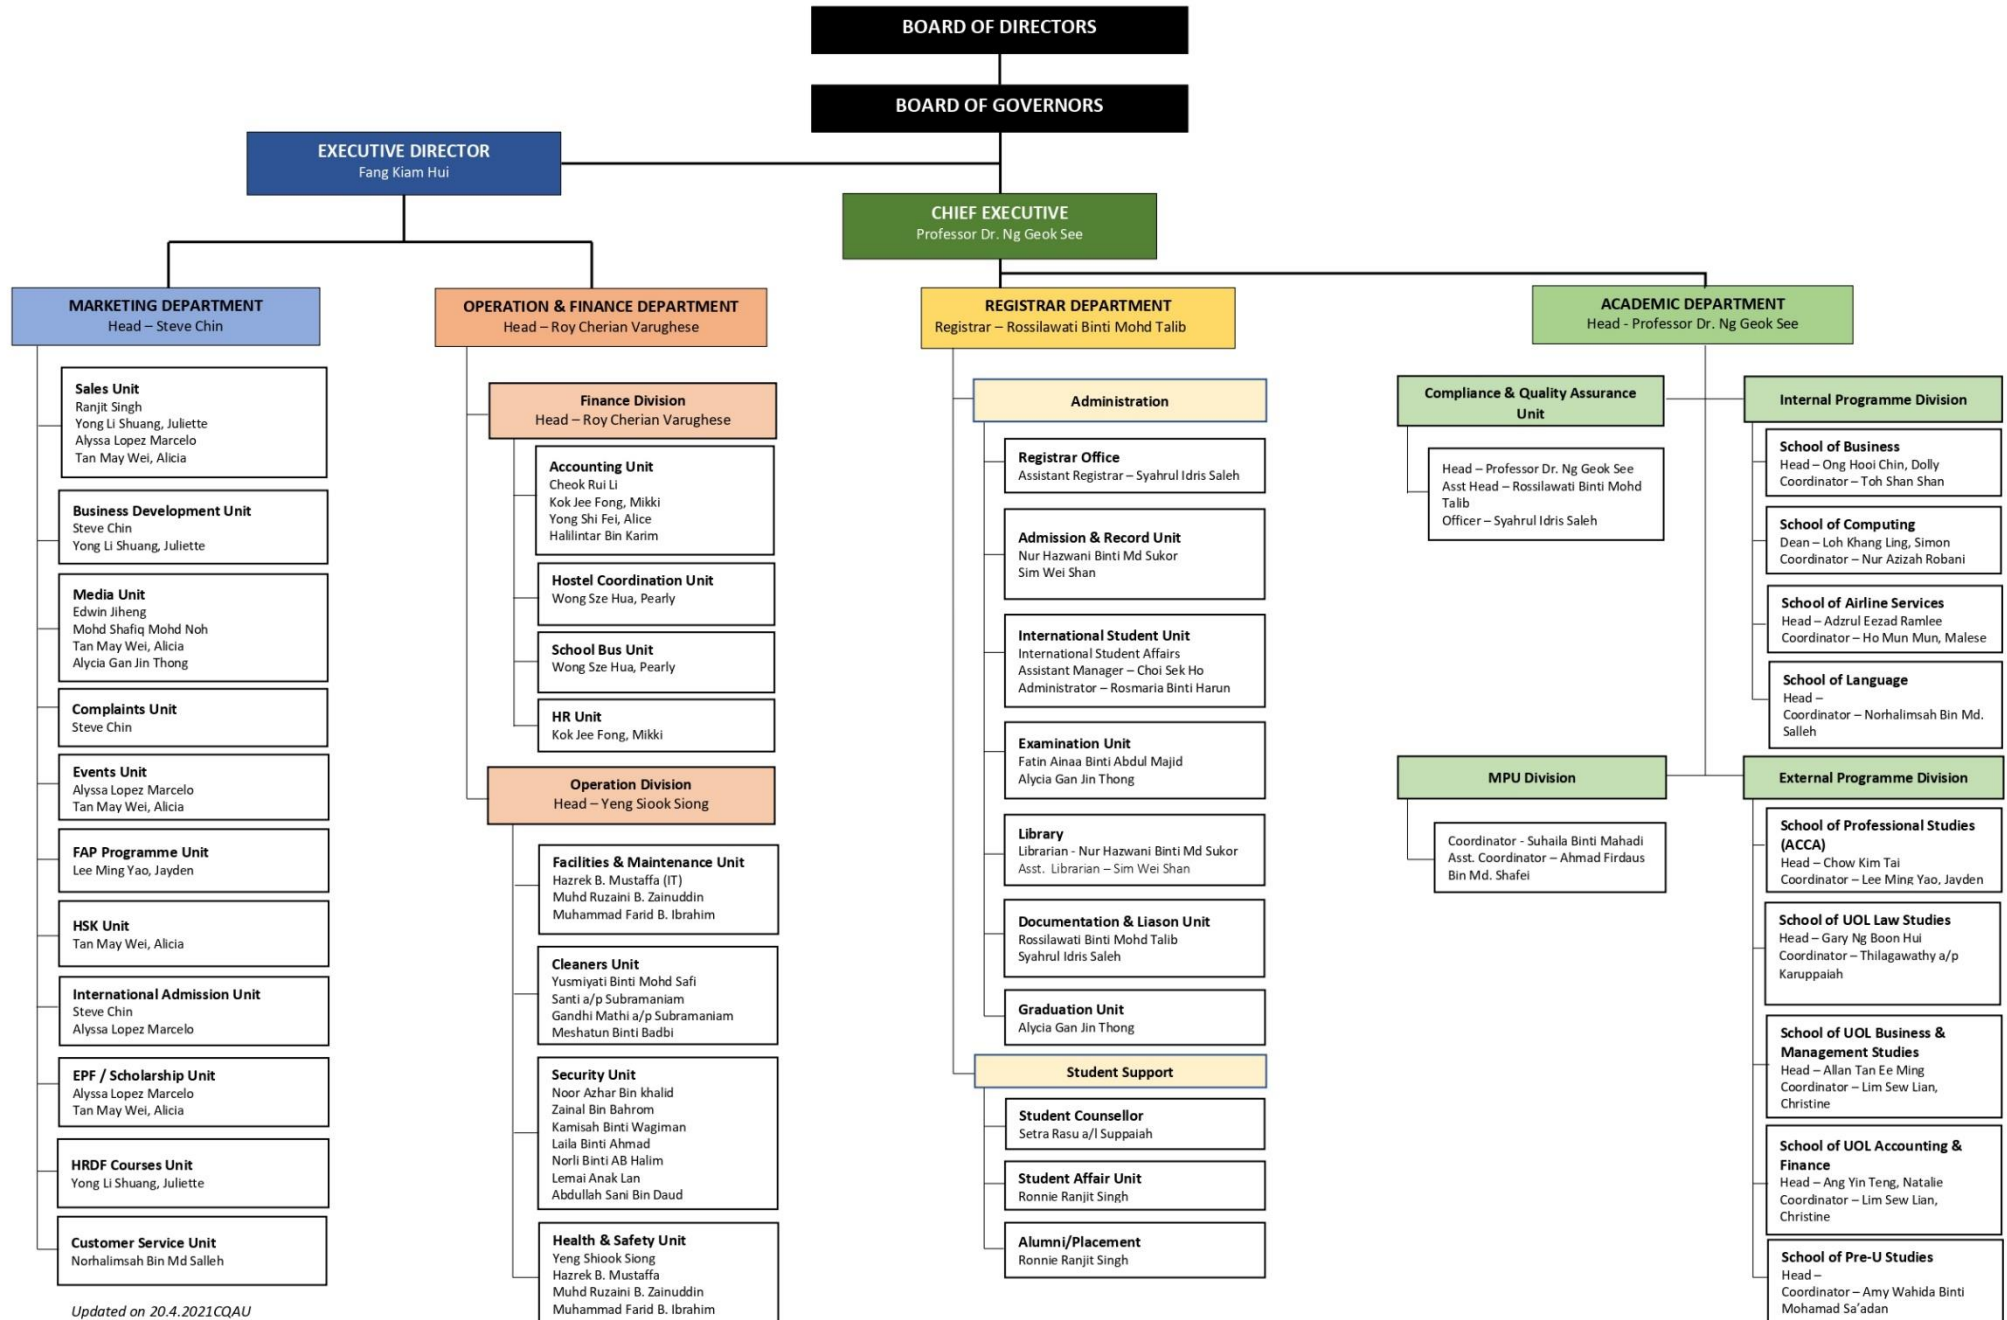 BOARD OF DIRECTORS
BOARD OF GOVERNORS
EXECUTIVE DIRECTOR
Fang Kiam Hui
CHIEF EXECUTIVE
Professor Dr. Ng Geok See
MARKETING DEPARTMENT
Head – Steve Chin
Sales Unit
Ranjit Singh
Yong Li Shuang, Juliette
Alyssa Lopez Marcelo
Tan May Wei, Alicia
Business Development Unit
Steve Chin
Yong Li Shuang, Juliette
Media Unit
Edwin Jiheng
Mohd Shafiq Mohd Noh
Tan May Wei, Alicia
Alycia Gan Jin Thong
Complaints Unit
Steve Chin
Events Unit
Alyssa Lopez Marcelo
Tan May Wei, Alicia
FAP Programme Unit
Lee Ming Yao, Jayden
HSK Unit
Tan May Wei, Alicia
International Admission Unit
Steve Chin
Alyssa Lopez Marcelo
EPF / Scholarship Unit
Alyssa Lopez Marcelo
Tan May Wei, Alicia
HRDF Courses Unit
Yong Li Shuang, Juliette
Customer Service Unit
Norhalimsah Bin Md Salleh
Updated on 20.4.2021CQAU
OPERATION & FINANCE DEPARTMENT
Head – Roy Cherian Varughese
Finance Division
Head – Roy Cherian Varughese
Accounting Unit
Cheok Rui Li
Kok Jee Fong, Mikki
Yong Shi Fei, Alice
Halilintar Bin Karim
Hostel Coordination Unit
Wong Sze Hua, Pearly
School Bus Unit
Wong Sze Hua, Pearly
HR Unit
Kok Jee Fong, Mikki
Operation Division
Head – Yeng Siook Siong
Facilities & Maintenance Unit
Hazrek B. Mustaffa (IT)
Muhd Ruzaini B. Zainuddin
Muhammad Farid B. Ibrahim
Cleaners Unit
Yusmiyati Binti Mohd Safi
Santi a/p Subramaniam
Gandhi Mathi a/p Subramaniam
Meshatun Binti Badbi
Security Unit
Noor Azhar Bin khalid
Zainal Bin Bahrom
Kamisah Binti Wagiman
Laila Binti Ahmad
Norli Binti AB Halim
Lemai Anak Lan
Abdullah Sani Bin Daud
Health & Safety Unit
Yeng Shiook Siong
Hazrek B. Mustaffa
Muhd Ruzaini B. Zainuddin
Muhammad Farid B. Ibrahim
REGISTRAR DEPARTMENT
Registrar – Rossilawati Binti Mohd Talib
Administration
Registrar Office
Assistant Registrar – Syahrul Idris Saleh
Admission & Record Unit
Nur Hazwani Binti Md Sukor
Sim Wei Shan
International Student Unit
International Student Affairs
Assistant Manager – Choi Sek Ho
Administrator – Rosmaria Binti Harun
Examination Unit
Fatin Ainaa Binti Abdul Majid
Alycia Gan Jin Thong
Library
Librarian - Nur Hazwani Binti Md Sukor
Asst. Librarian – Sim Wei Shan
Documentation & Liason Unit
Rossilawati Binti Mohd Talib
Syahrul Idris Saleh
Graduation Unit
Alycia Gan Jin Thong
Student Support
Student Counsellor
Setra Rasu a/l Suppaiah
Student Affair Unit
Ronnie Ranjit Singh
Alumni/Placement
Ronnie Ranjit Singh
ACADEMIC DEPARTMENT
Head - Professor Dr. Ng Geok See
Compliance & Quality Assurance
Unit
Head – Professor Dr. Ng Geok See
Asst Head – Rossilawati Binti Mohd
Talib
Officer – Syahrul Idris Saleh
MPU Division
Coordinator - Suhaila Binti Mahadi
Asst. Coordinator – Ahmad Firdaus
Bin Md. Shafei
Internal Programme Division
School of Business
Head – Ong Hooi Chin, Dolly
Coordinator – Toh Shan Shan
School of Computing
Dean – Loh Khang Ling, Simon
Coordinator – Nur Azizah Robani
School of Airline Services
Head – Adzrul Eezad Ramlee
Coordinator – Ho Mun Mun, Malese
School of Language
Head –
Coordinator – Norhalimsah Bin Md.
Salleh
External Programme Division
School of Professional Studies
(ACCA)
Head – Chow Kim Tai
Coordinator – Lee Ming Yao, Jayden
School of UOL Law Studies
Head – Gary Ng Boon Hui
Coordinator – Thilagawathy a/p
Karuppaiah
School of UOL Business &
Management Studies
Head – Allan Tan Ee Ming
Coordinator – Lim Sew Lian,
Christine
School of UOL Accounting &
Finance
Head – Ang Yin Teng, Natalie
Coordinator – Lim Sew Lian,
Christine
School of Pre-U Studies
Head –
Coordinator – Amy Wahida Binti
Mohamad Sa’adan